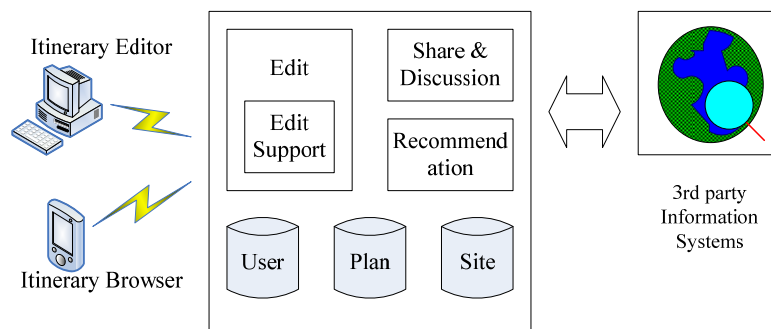 Itinerary Editor
Itinerary Browser
Edit
Edit
Support
Share &
Discussion
Recommend
ation
User
Plan
Site
3rd party
Information
Systems